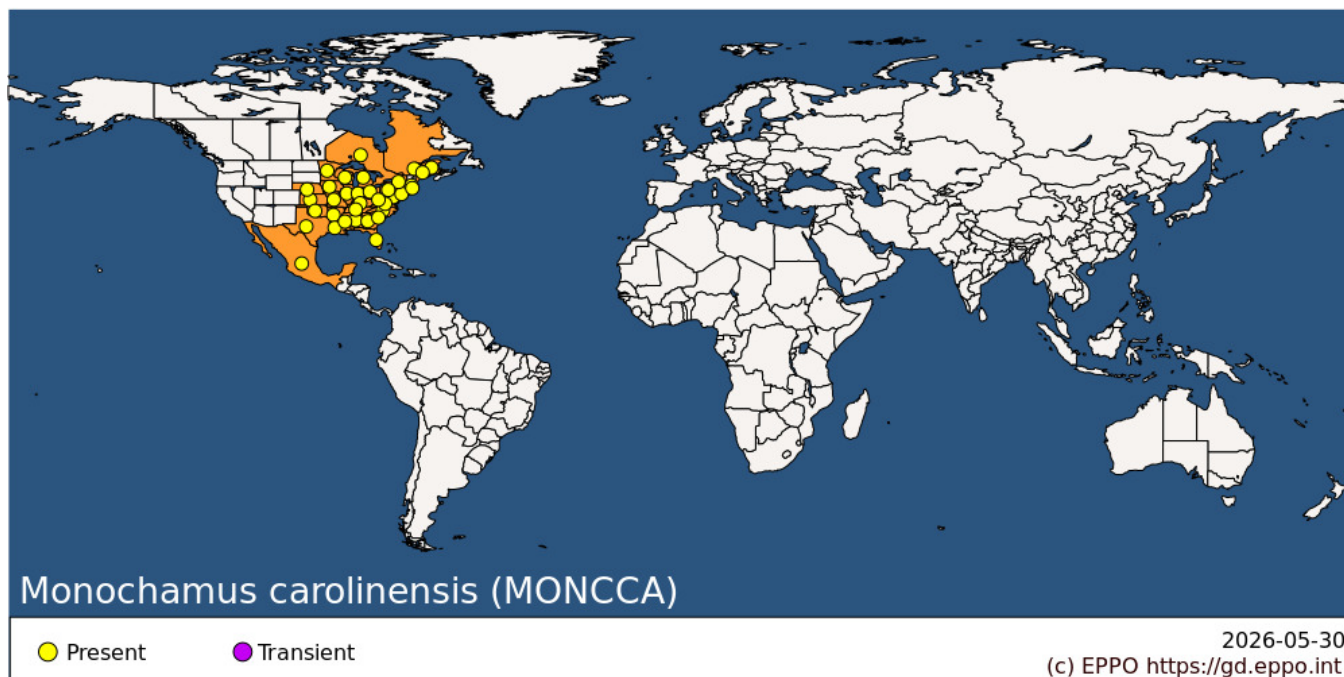 Monochamus carolinensis (MONCCA)
Present
Transient
2026-05-30
(c) EPPO https://gd.eppo.int